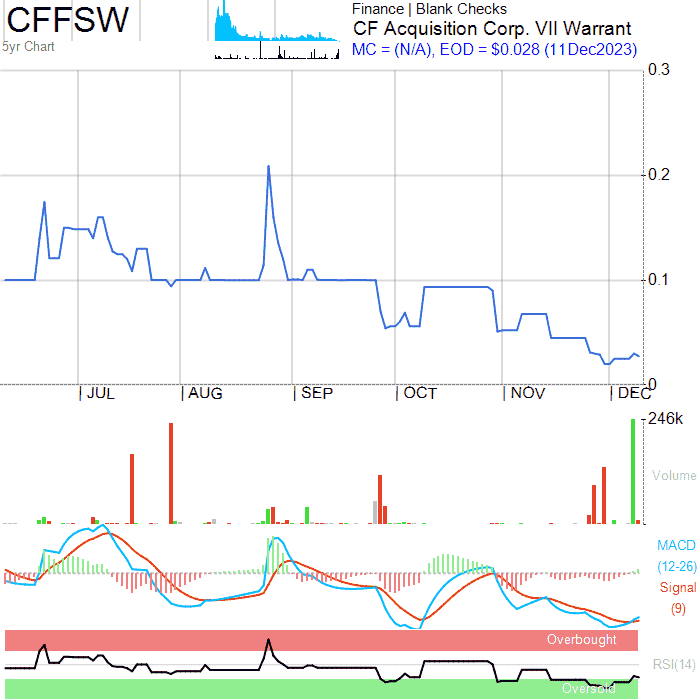 CFFSW
5yr Chart
Finance | Blank Checks
CF Acquisition Corp. VII Warrant
MC = (N/A), EOD = $0.028 (11Dec2023)
0.3
0.2
0.1
0
| JUL | AUG | SEP | OCT | NOV | DEC
246k
Volume
MACD
(12-26)
Signal
(9)
Overbought
RSI(14)
Oversold